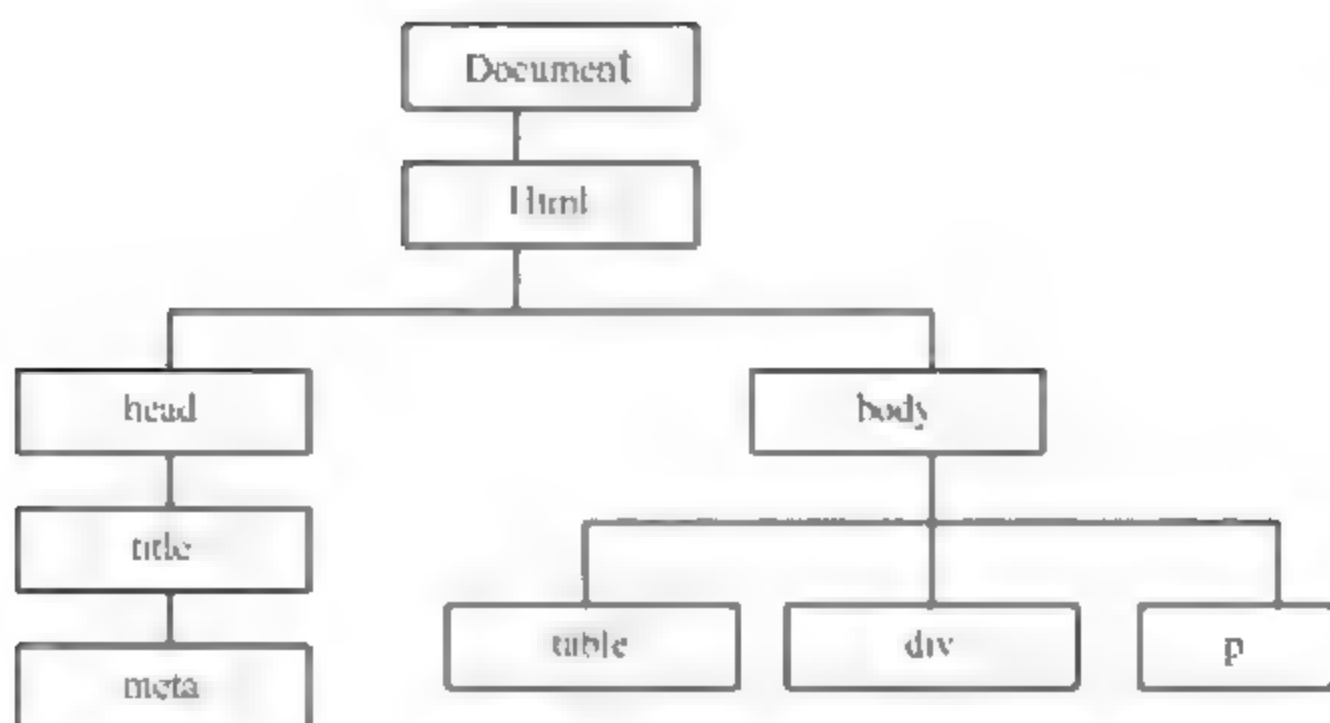 Document
Html
head
body
title
table
div
p
meta